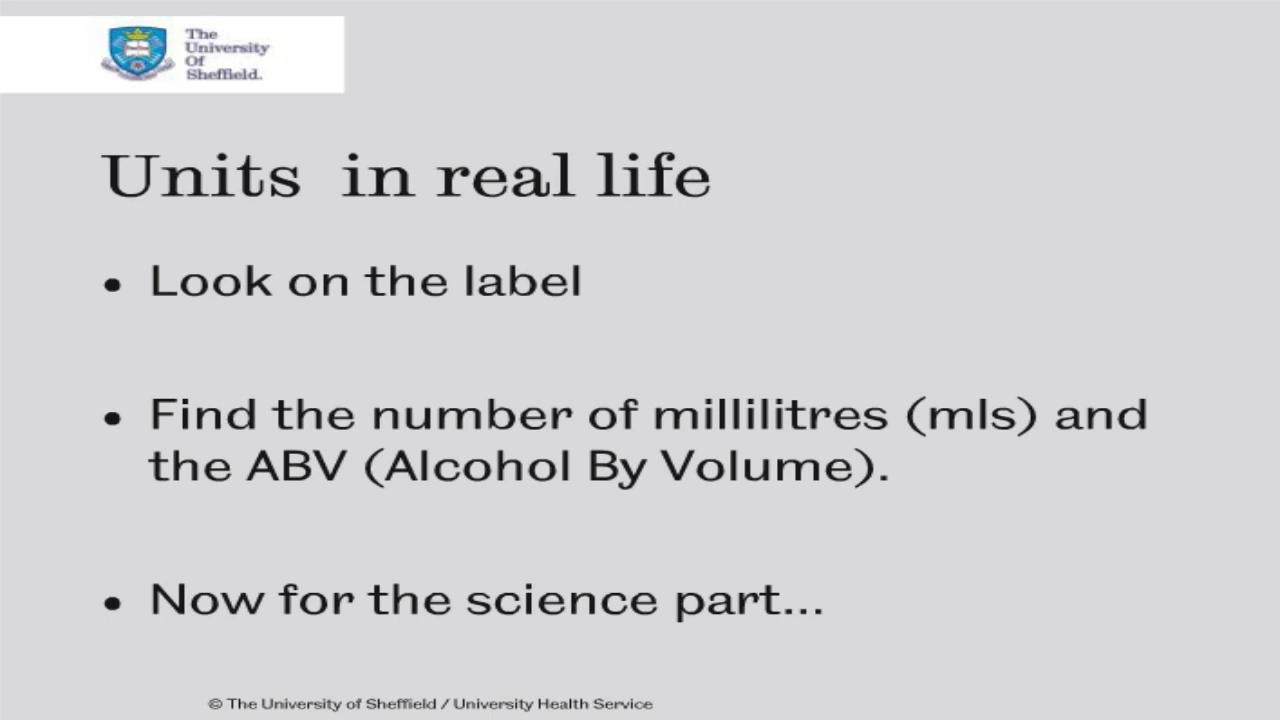 The
University
Of
Sheffield.
Units in real life
• Look on the label
• Find the number of millilitres (mls) and
the ABV (Alcohol By Volume).
• Now for the science part...
© The University of Sheffield / University Health Service